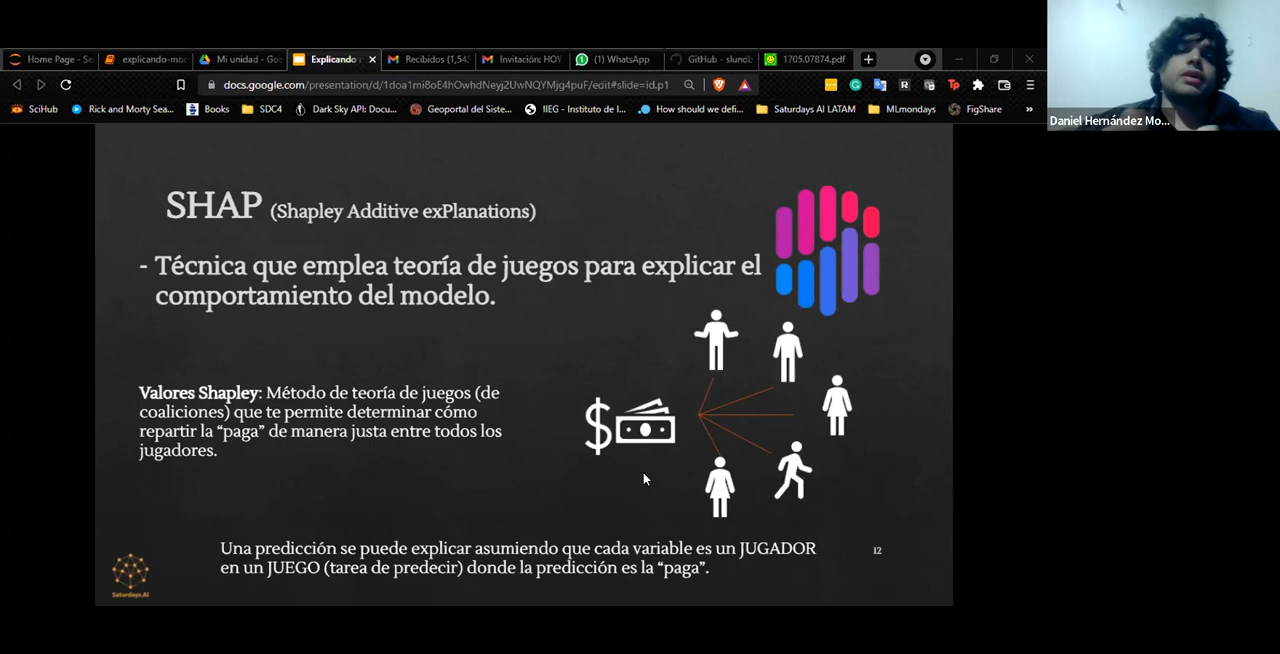 Home Page - Se
explicando-mo
Mi unidad - Goo
Explicando
Recibidos (1,54
Invitación: HOY
(1) WhatsApp
GitHub - slundb
1705.07874.pdf
docs.google.com/presentation/d/1doa1mi8oE4hOwhdNeyj2UwNQYMjg4puF/edit#slide=id.p1
SciHub
Rick and Morty Sea...
Books
SDC4
Dark Sky API: Docu...
Geoportal del Siste...
IIEG - Instituto de I...
How should we defi...
Saturdays AI LATAM
MLmondays
FigShare
»
Daniel Hernández Mo...
SHAP (Shapley Additive exPlanations)
- Técnica que emplea teoría de juegos para explicar el
comportamiento del modelo.
Valores Shapley: Método de teoría de juegos (de
coaliciones) que te permite determinar cómo
repartir la “paga” de manera justa entre todos los
jugadores.
$
Una predicción se puede explicar asumiendo que cada variable es un JUGADOR
en un JUEGO (tarea de predecir) donde la predicción es la “paga”.
12
Saturdays.AI